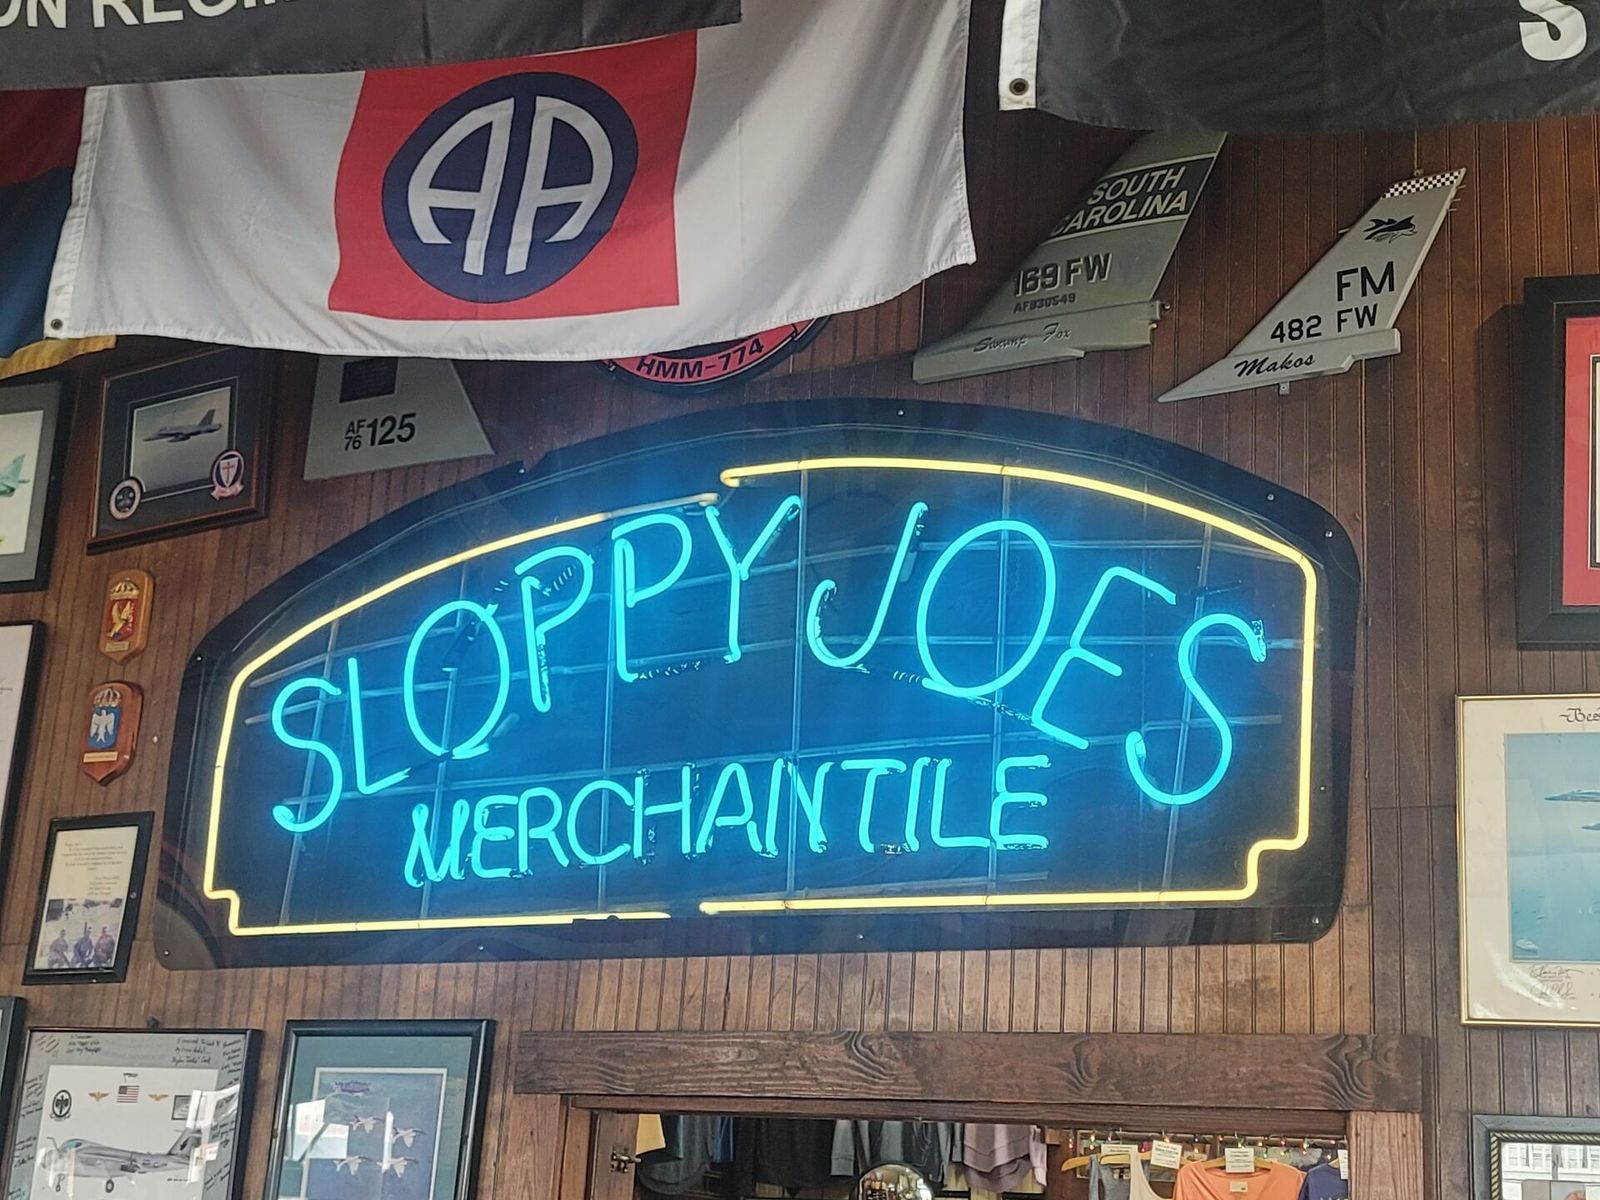 AA
SOUTH
CAROLINA
169 FW
AF830549
Swamp Fox
FM
482 FW
Makos
HMM-774
AF
76 125
SLOPPY JOES
MERCHANTILE